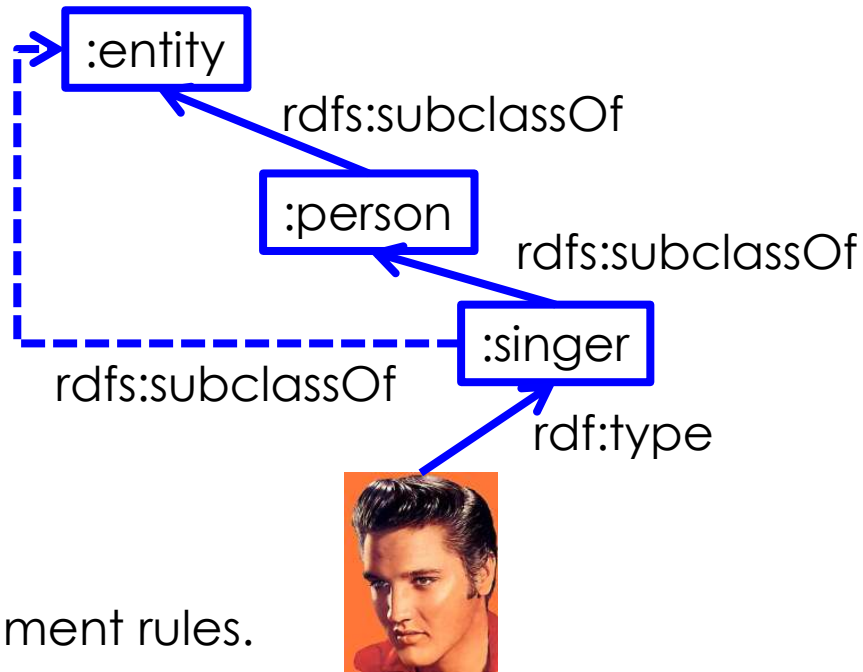 :entity
rdfs:subclassOf
:person
rdfs:subclassOf
:singer
rdfs:subclassOf
rdf:type
ment rules.